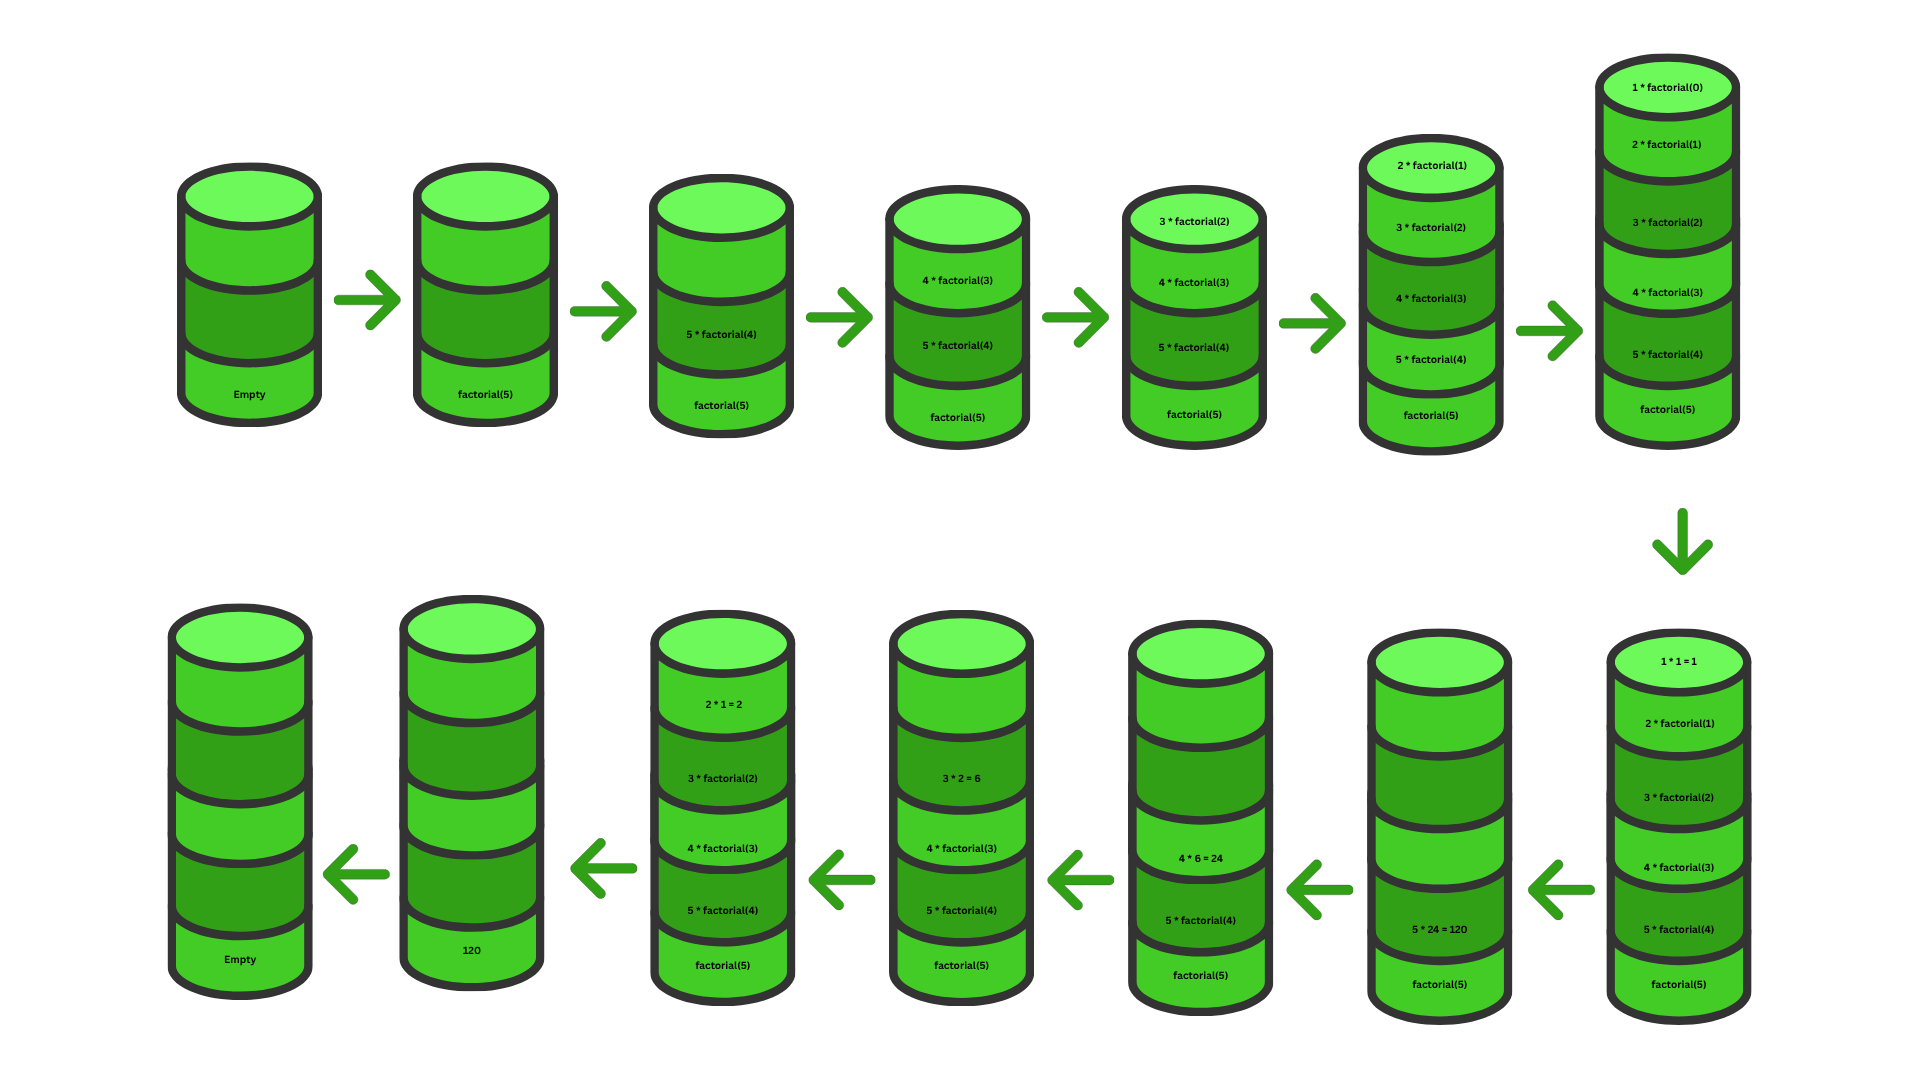 Empty
factorial(5)
5 * factorial(4)
factorial(5)
4 * factorial(3)
5 * factorial(4)
factorial(5)
3 * factorial(2)
4 * factorial(3)
5 * factorial(4)
factorial(5)
2 * factorial(1)
3 * factorial(2)
4 * factorial(3)
5 * factorial(4)
factorial(5)
1 * factorial(0)
2 * factorial(1)
3 * factorial(2)
4 * factorial(3)
5 * factorial(4)
factorial(5)
1 * 1 = 1
2 * factorial(1)
3 * factorial(2)
4 * factorial(3)
5 * factorial(4)
factorial(5)
5 * 24 = 120
factorial(5)
4 * 6 = 24
5 * factorial(4)
factorial(5)
3 * 2 = 6
4 * factorial(3)
5 * factorial(4)
factorial(5)
2 * 1 = 2
3 * factorial(2)
4 * factorial(3)
5 * factorial(4)
factorial(5)
120
Empty